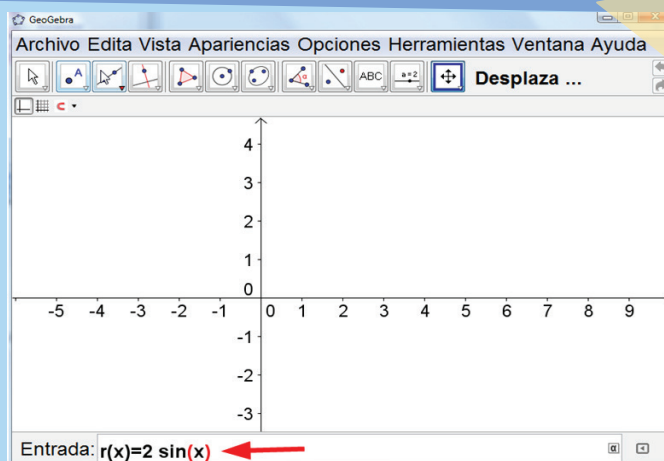 GeoGebra
Archivo Edita Vista Apariencias Opciones Herramientas Ventana Ayuda
A α ABC a=2 Desplaza ...
4
3
2
1
0
-5 -4 -3 -2 -1 0 1 2 3 4 5 6 7 8 9
-1
-2
-3
Entrada: r(x)=2 sin(x) α